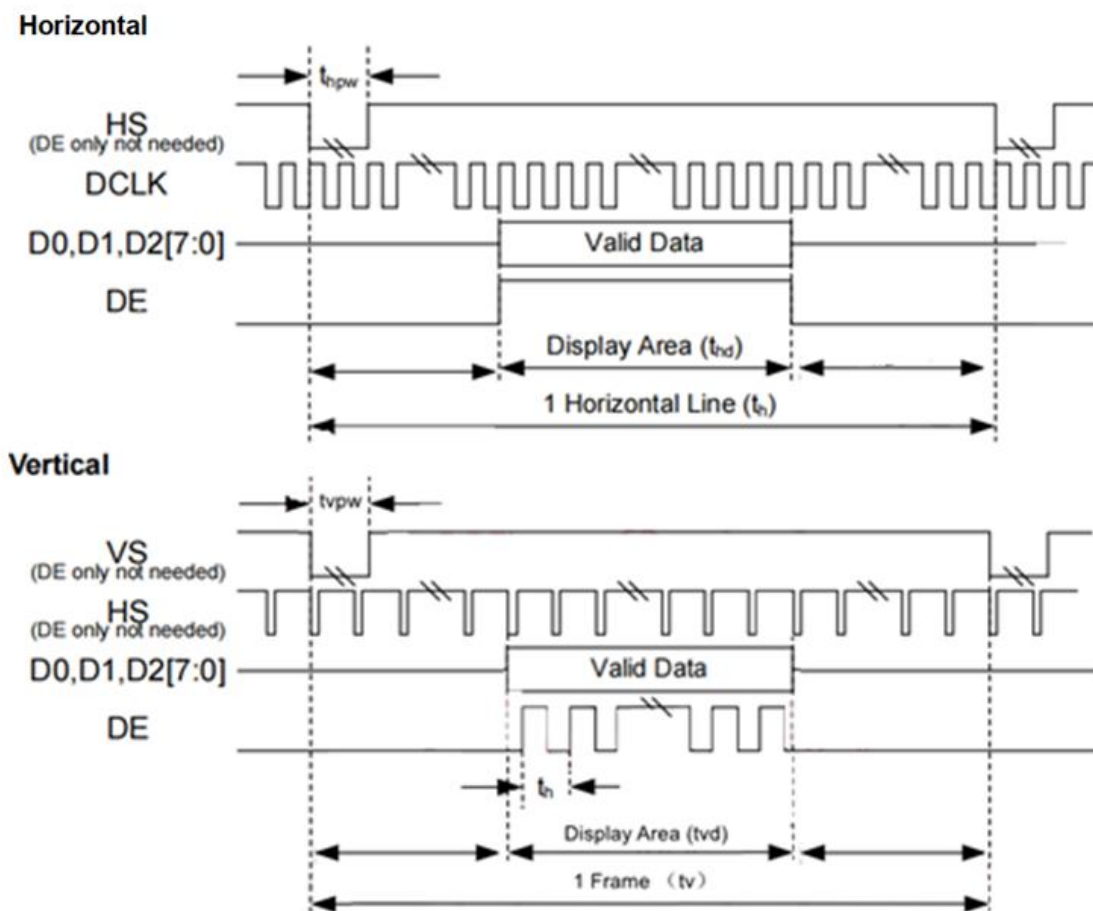 Horizontal
thpw
HS
(DE only not needed)
DCLK
D0,D1,D2[7:0]
Valid Data
DE
Display Area (thd)
1 Horizontal Line (th)
Vertical
tvpw
VS
(DE only not needed)
HS
(DE only not needed)
D0,D1,D2[7:0]
Valid Data
DE
th
Display Area (tvd)
1 Frame （tv）